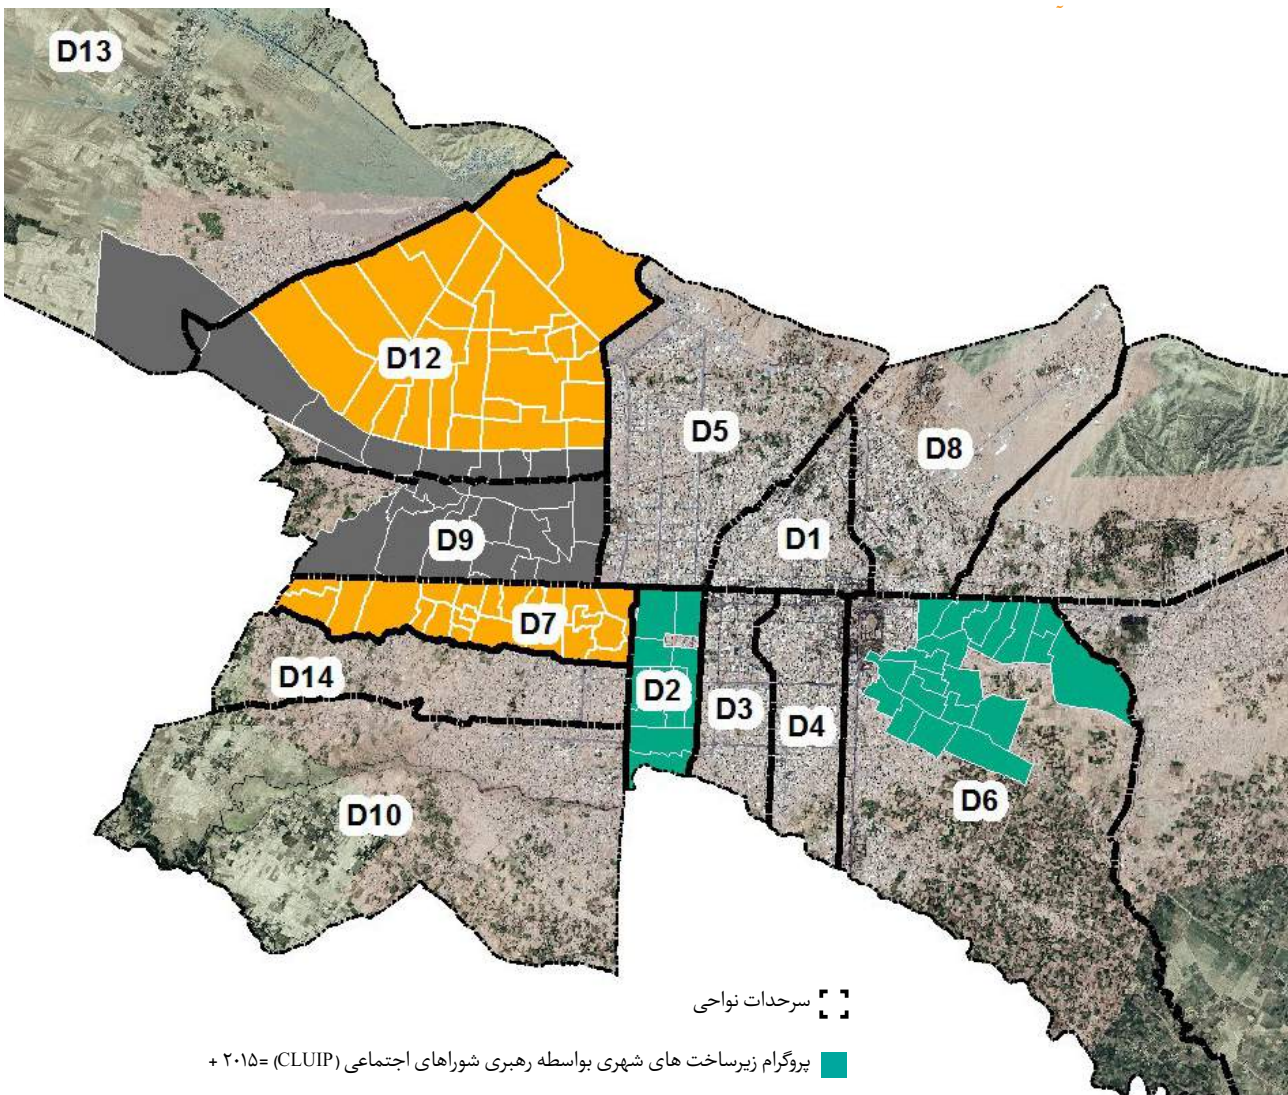 D13
D12
D5
D8
D9
D1
D7
D14
D2
D3
D4
D10
D6
سرحدات نواحی
پروگرام زیرساخت های شهری بواسطه رهبری شوراهای اجتماعی (CLUIP) =۲۰۱۵ +